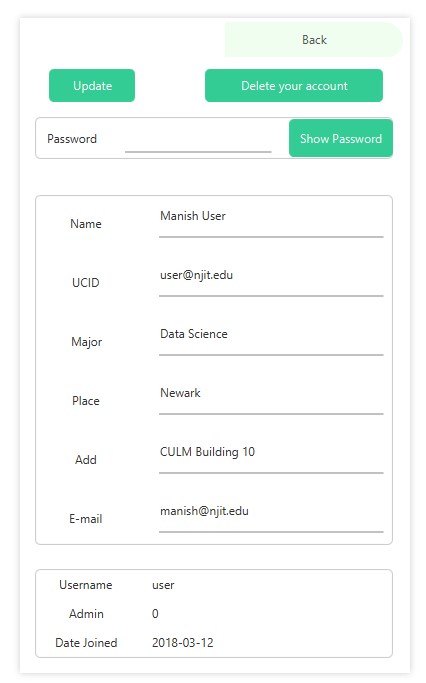 Back
Update Delete your account
Password Show Password
Name Manish User
UCID user@njit.edu
Major Data Science
Place Newark
Add CULM Building 10
E-mail manish@njit.edu
Username user
Admin 0
Date Joined 2018-03-12